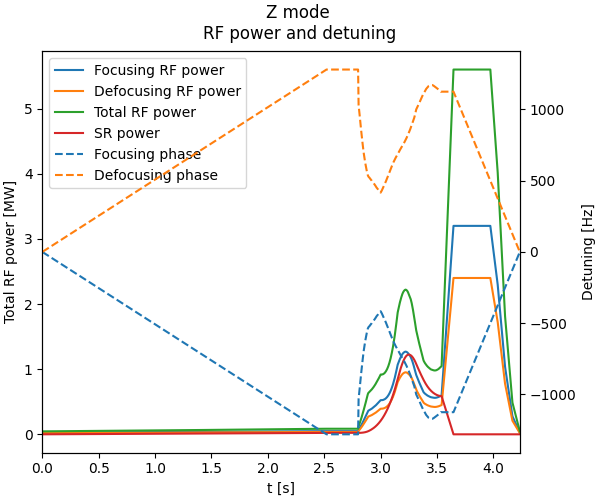 Z mode
RF power and detuning
Focusing RF power
Defocusing RF power
Total RF power
SR power
Focusing phase
Defocusing phase
Total RF power [MW]
5
4
3
2
1
0
1000
500
0
−500
−1000
Detuning [Hz]
0.0 0.5 1.0 1.5 2.0 2.5 3.0 3.5 4.0
t [s]